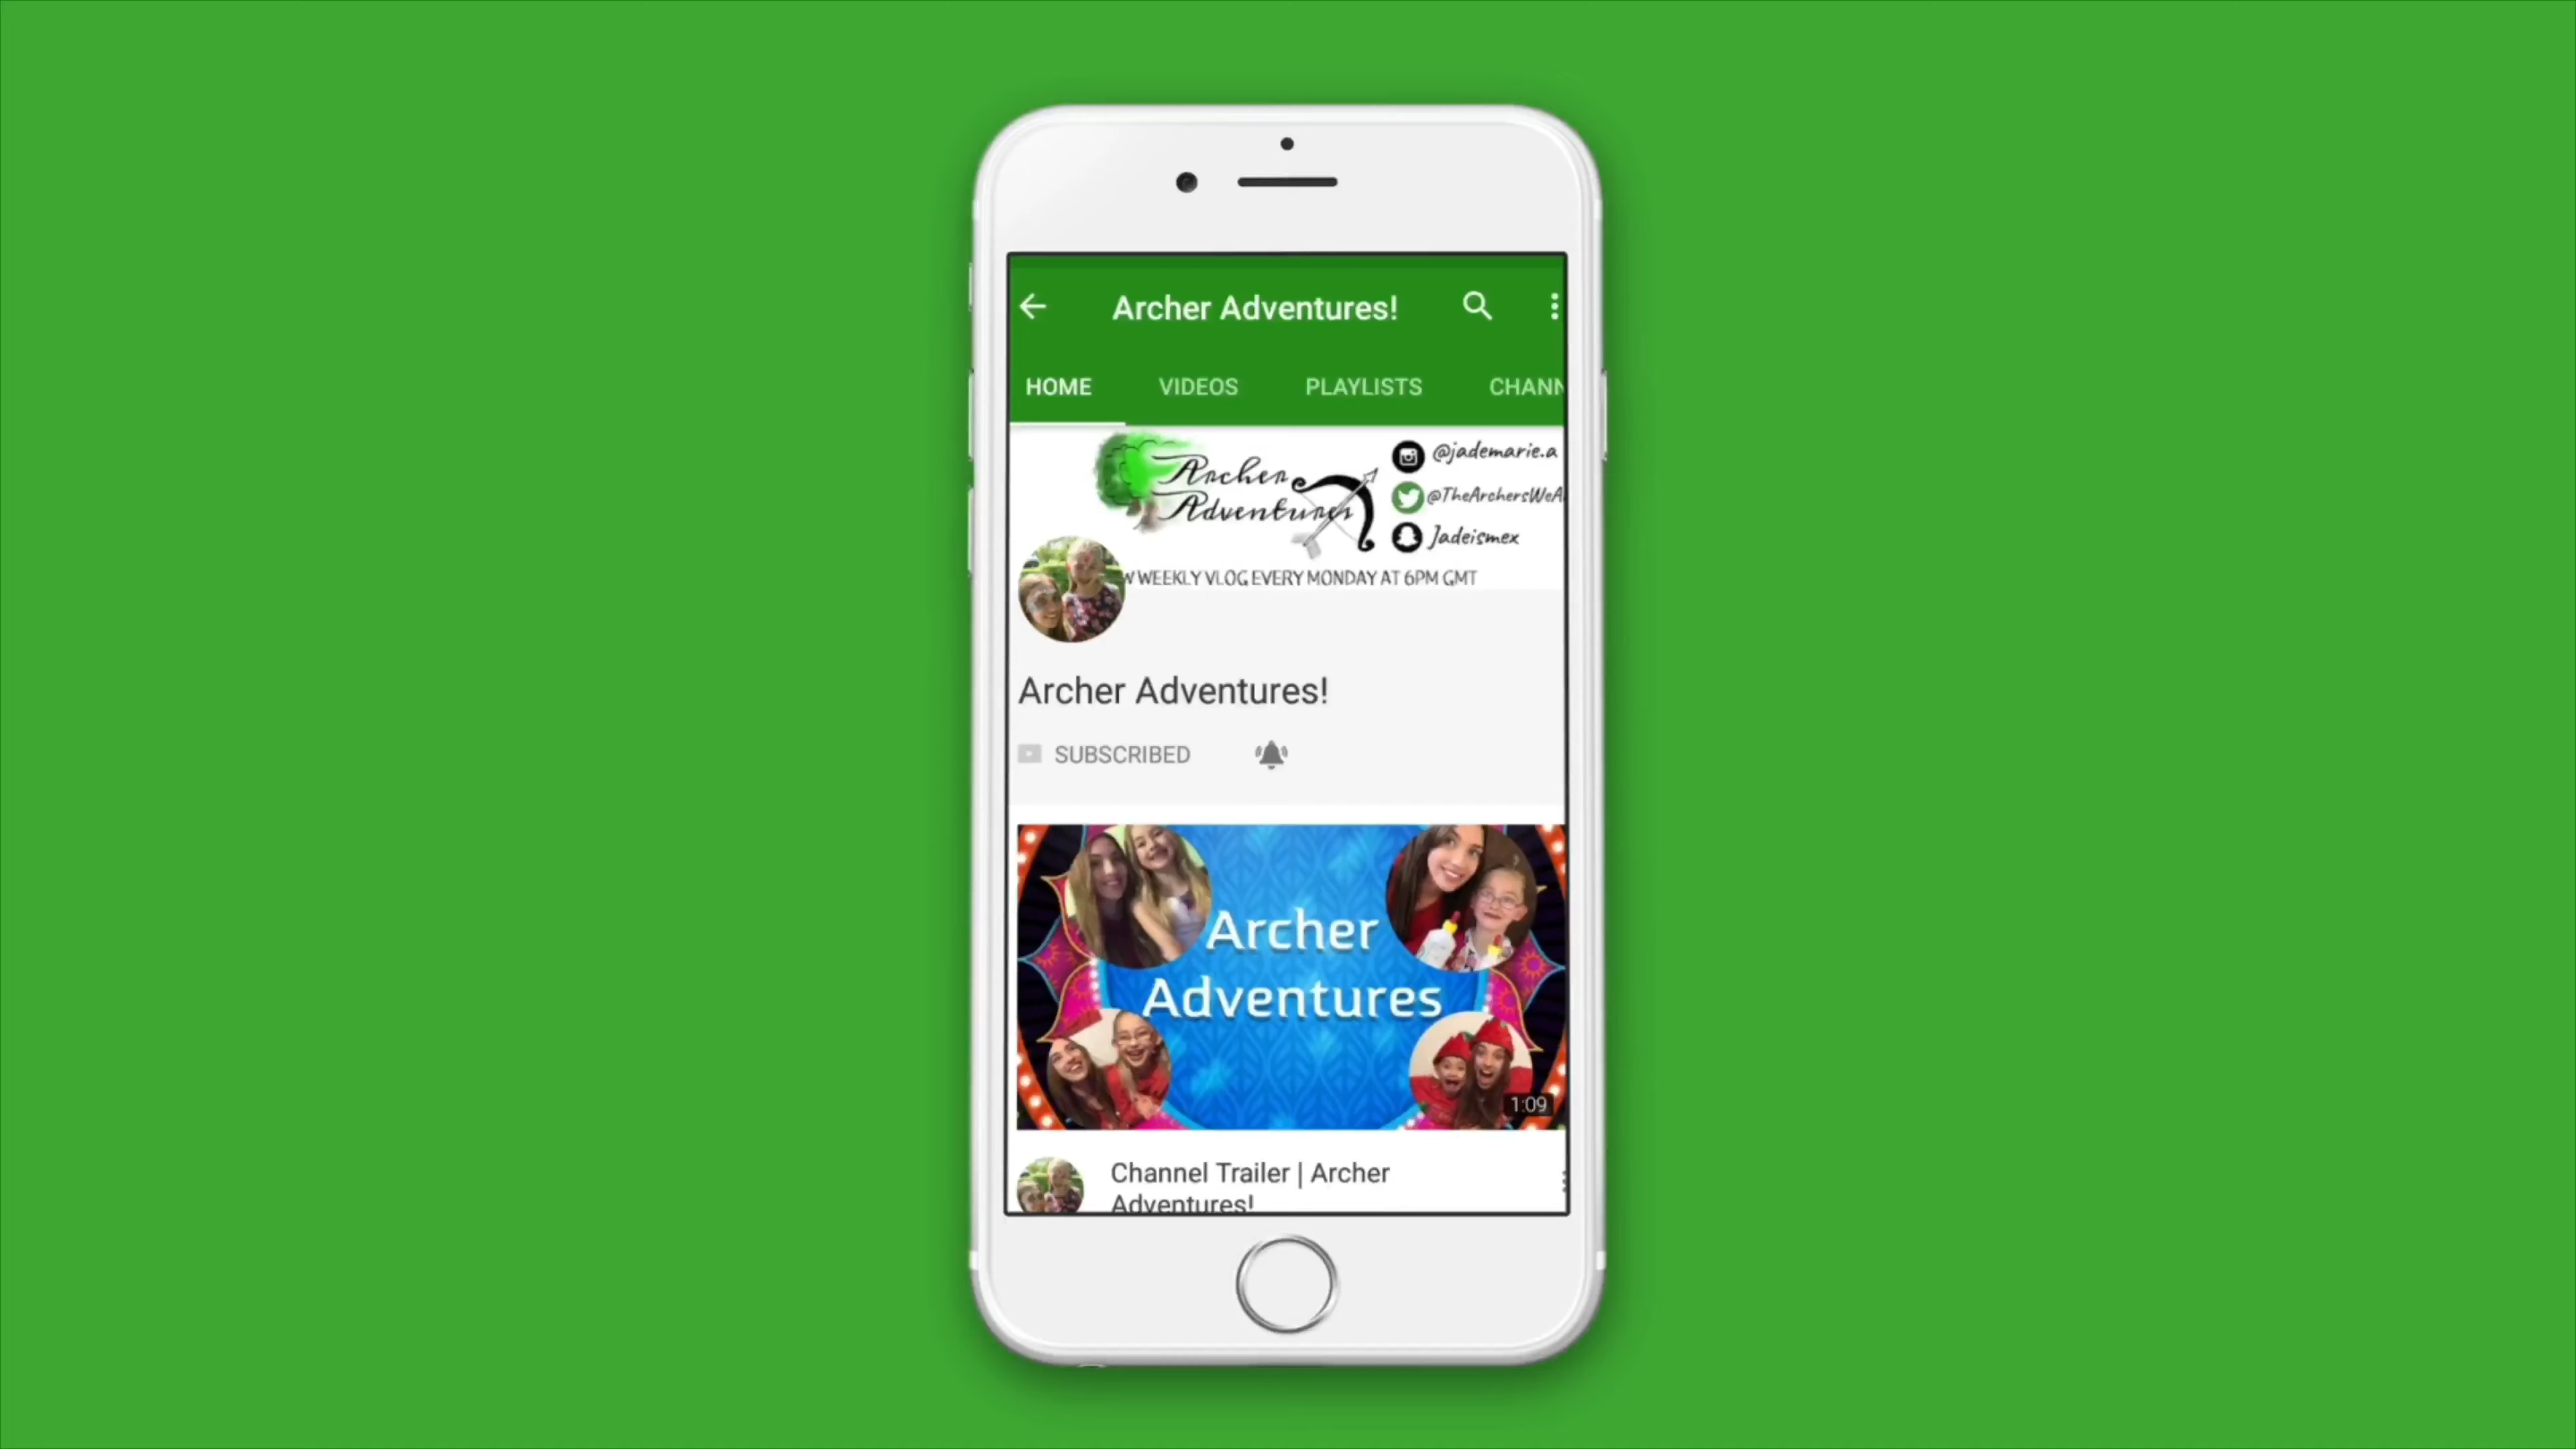 Archer Adventures!
HOME VIDEOS PLAYLISTS CHANN
Archer
Adventures
@jademarie.a
@TheArchersWeA
Jadeismex
WEEKLY VLOG EVERY MONDAY AT 6PM GMT
Archer Adventures!
SUBSCRIBED
Archer
Adventures
1:09
Channel Trailer | Archer
Adventures!